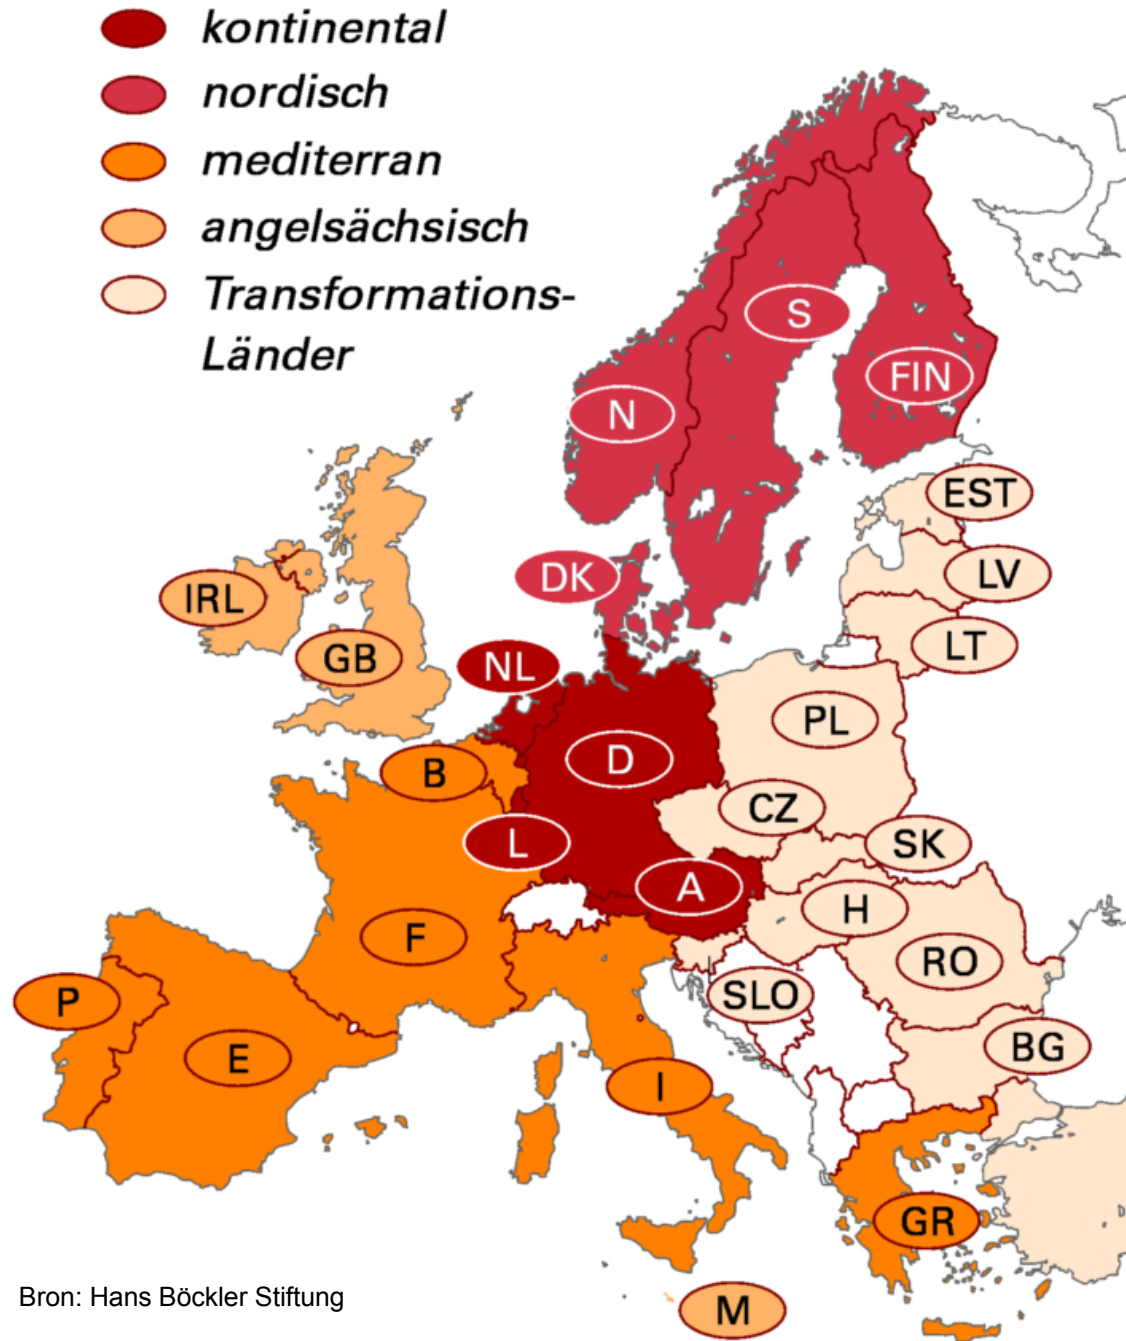 kontinental
nordisch
mediterran
angelsächsisch
Transformations-
Länder
S
FIN
N
EST
DK
LV
IRL
LT
GB
NL
PL
D
B
CZ
L
SK
A
H
F
RO
SLO
P
BG
E
I
GR
Bron: Hans Böckler Stiftung
M